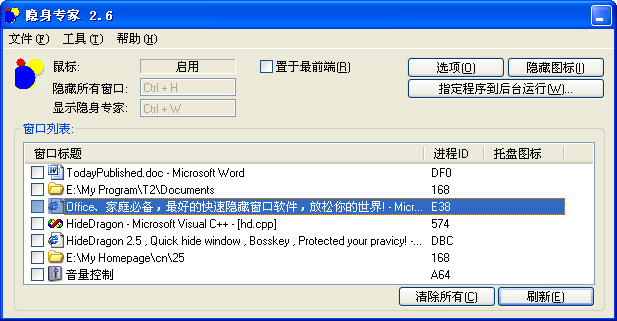 隐身专家 2.6
文件(F) 工具(T) 帮助(H)
鼠标: 启用 置于最前端(R) 选项(O) 隐藏图标(I)
隐藏所有窗口: Ctrl + H 指定程序到后台运行(W)...
显示隐身专家: Ctrl + W
窗口列表:
窗口标题 进程ID 托盘图标
TodayPublished.doc - Microsoft Word DF0
E:\My Program\T2\Documents 168
Office、家庭必备，最好的快速隐藏窗口软件，放松你的世界! - Micr... E38
HideDragon - Microsoft Visual C++ - [hd.cpp] 574
HideDragon 2.5 , Quick hide window , Bosskey , Protected your pravicy! -... DBC
E:\My Homepage\cn\25 168
音量控制 A64
清除所有(C) 刷新(E)